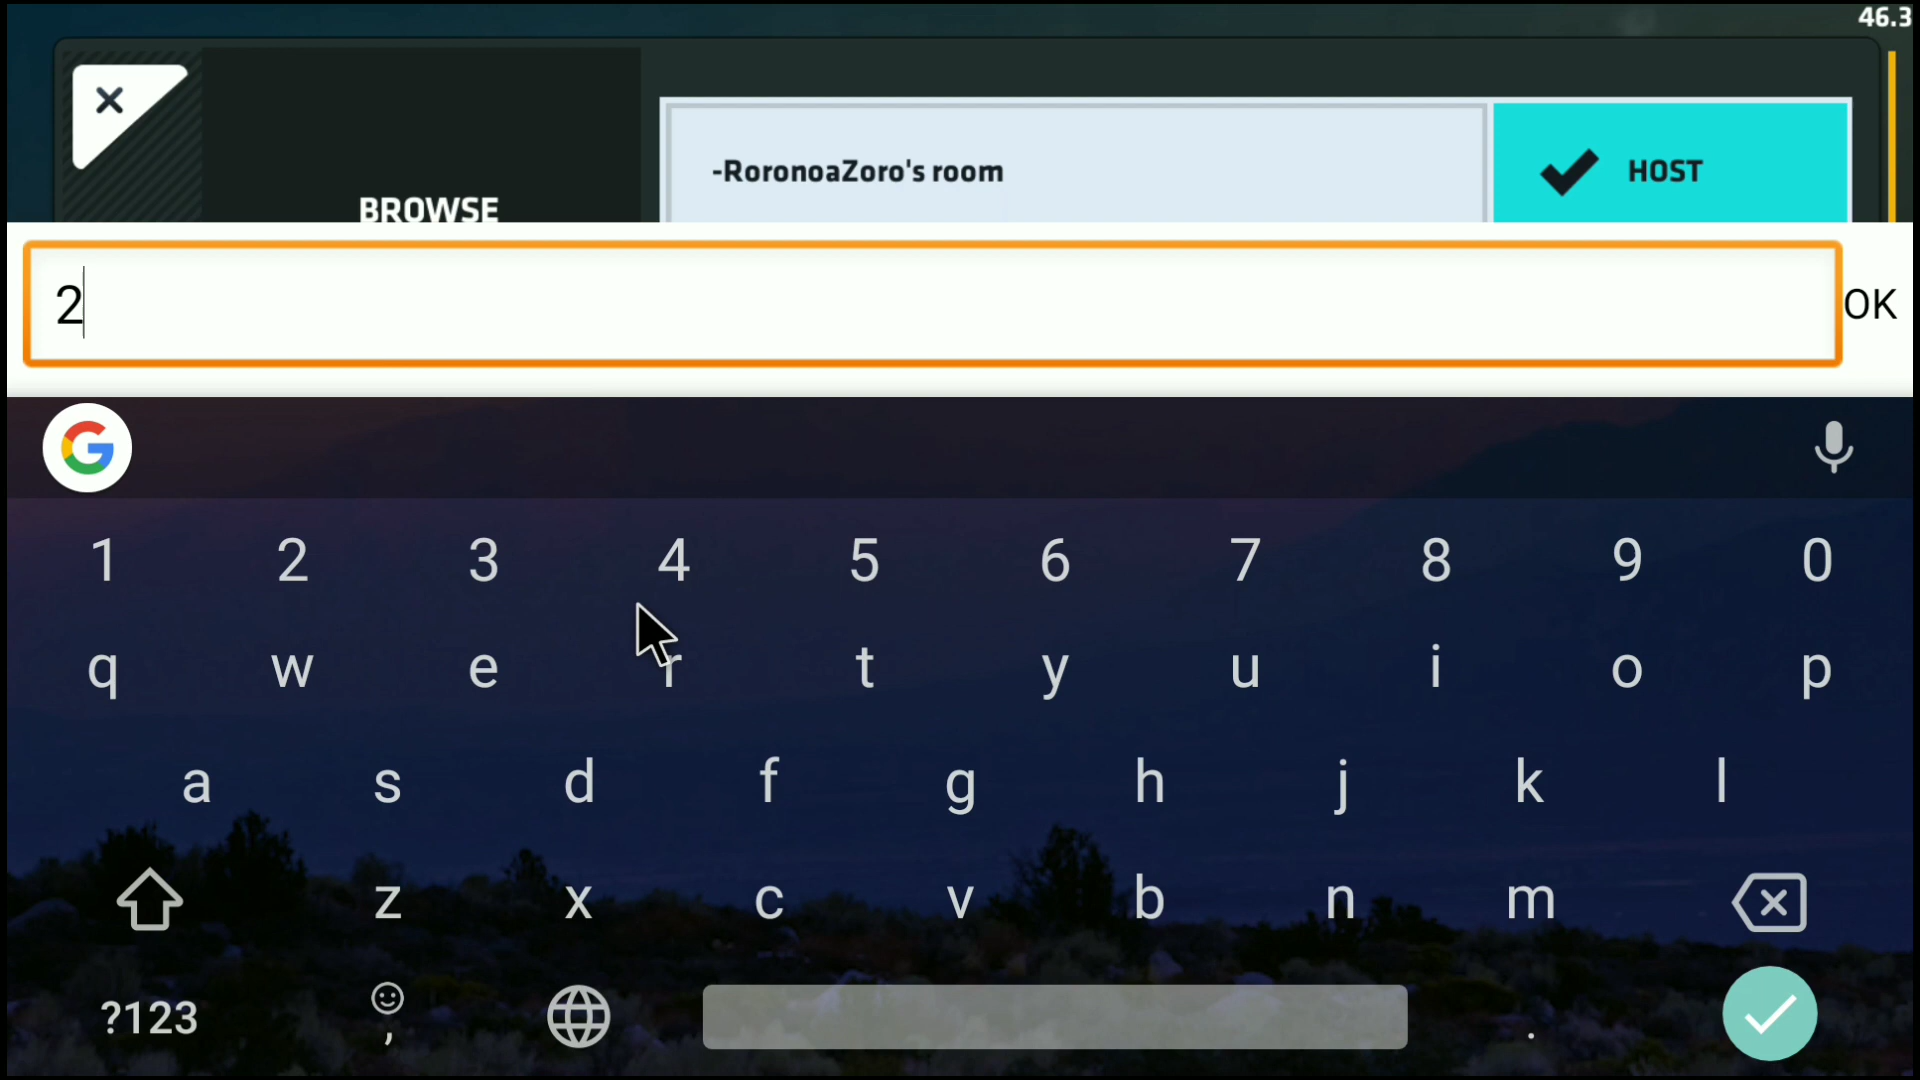 46.3
-RoronoaZoro's room
HOST
BROWSE
2
OK
G
1 2 3 4 5 6 7 8 9 0
q w e r t y u i o p
a s d f g h j k l
z x c v b n m
?123 , .